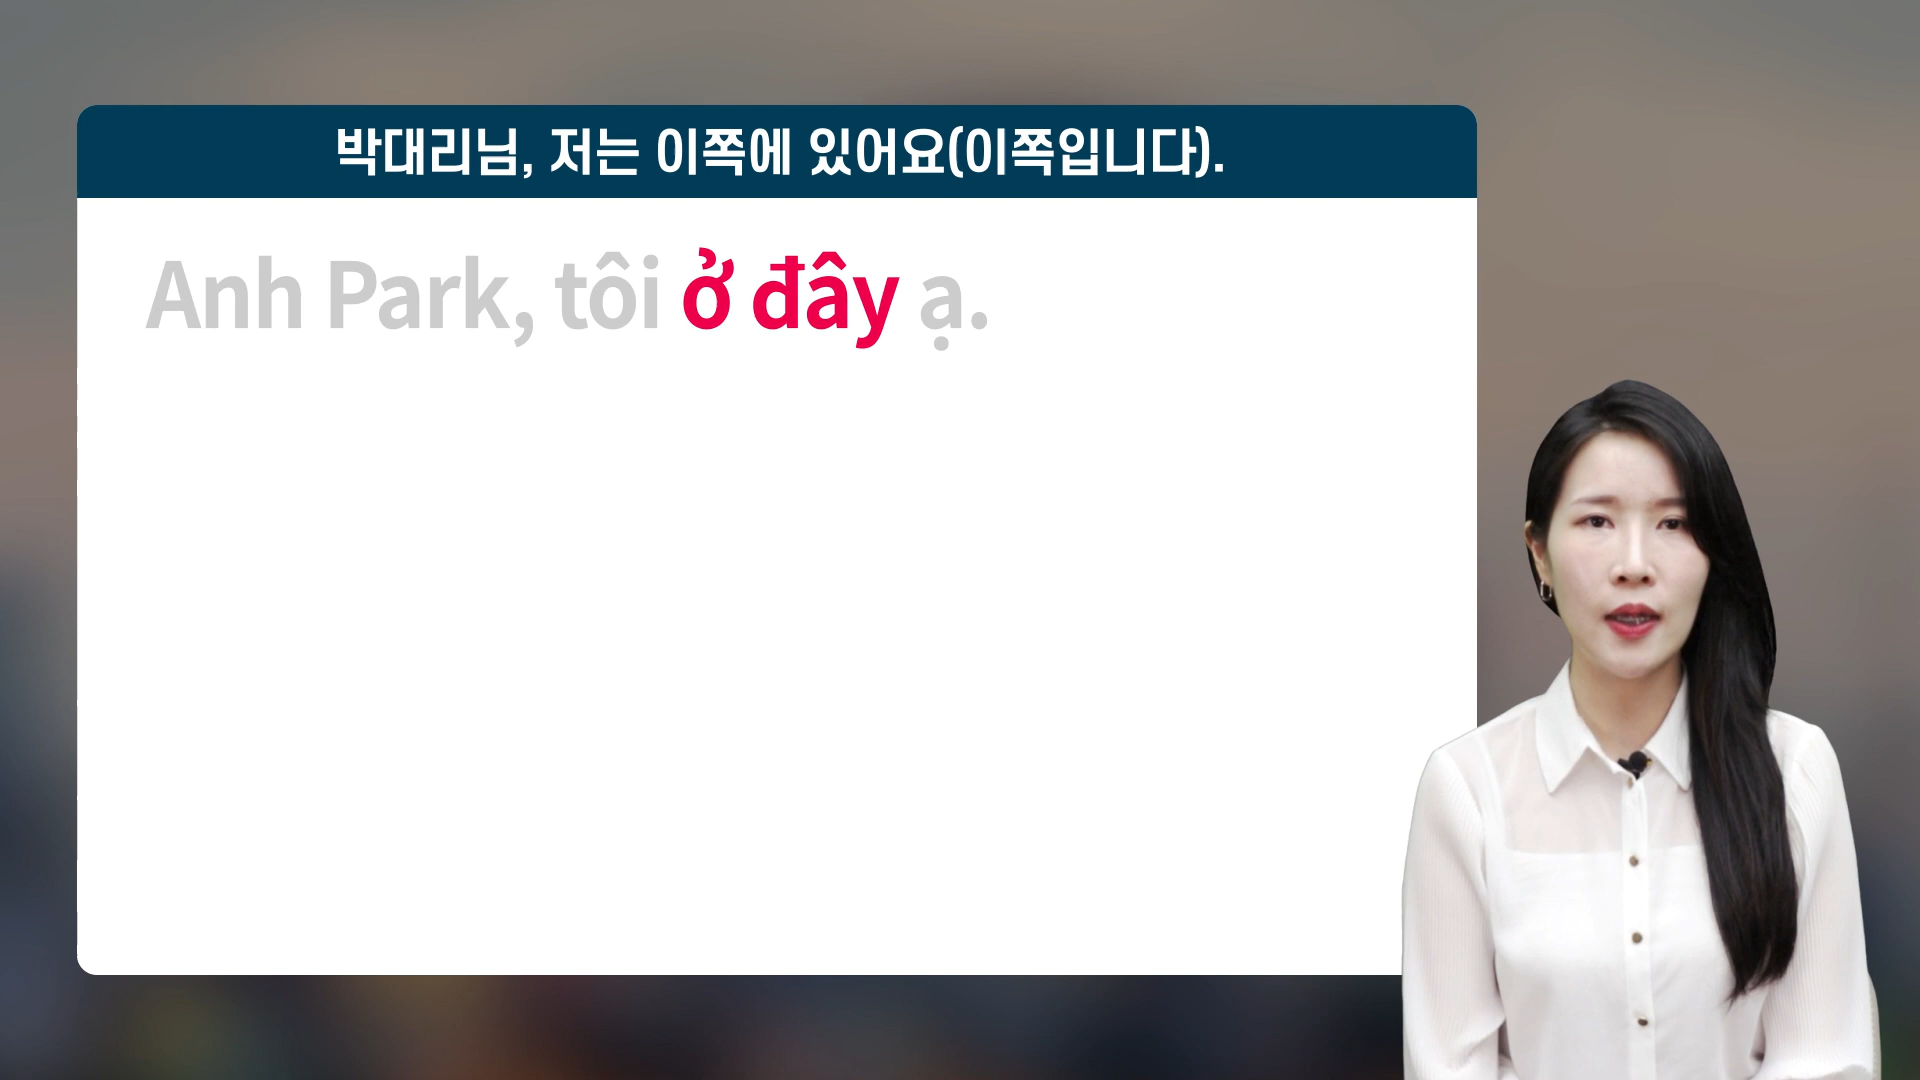 박대리님, 저는 이쪽에 있어요(이쪽입니다).
Anh Park, tôi ở đây ạ.